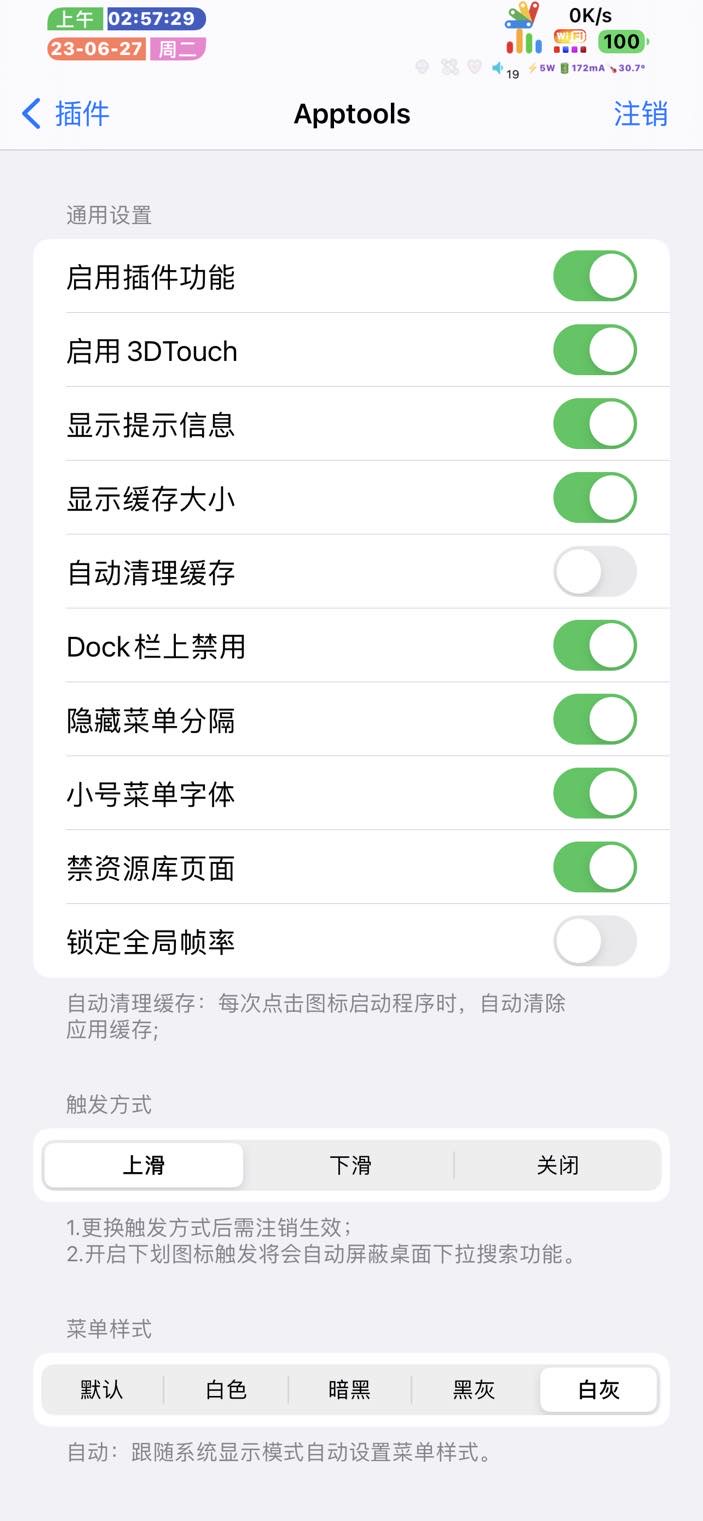 上午 02:57:29
0K/s
23-06-27 周二
WiFi
100
19 5W 172mA 30.7°
插件 Apptools 注销
通用设置
启用插件功能
启用3DTouch
显示提示信息
显示缓存大小
自动清理缓存
Dock栏上禁用
隐藏菜单分隔
小号菜单字体
禁资源库页面
锁定全局帧率
自动清理缓存：每次点击图标启动程序时，自动清除
应用缓存;
触发方式
上滑 下滑 关闭
1.更换触发方式后需注销生效；
2.开启下划图标触发将会自动屏蔽桌面下拉搜索功能。
菜单样式
默认 白色 暗黑 黑灰 白灰
自动：跟随系统显示模式自动设置菜单样式。